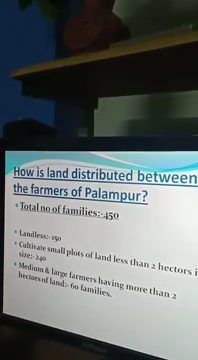 How is land distributed between
the farmers of Palampur?
Total no of families:-450
Landless:- 150
Cultivate small plots of land less than 2 hectors i
size:- 240
Medium & large farmers having more than 2
hectors of land:- 60 families,